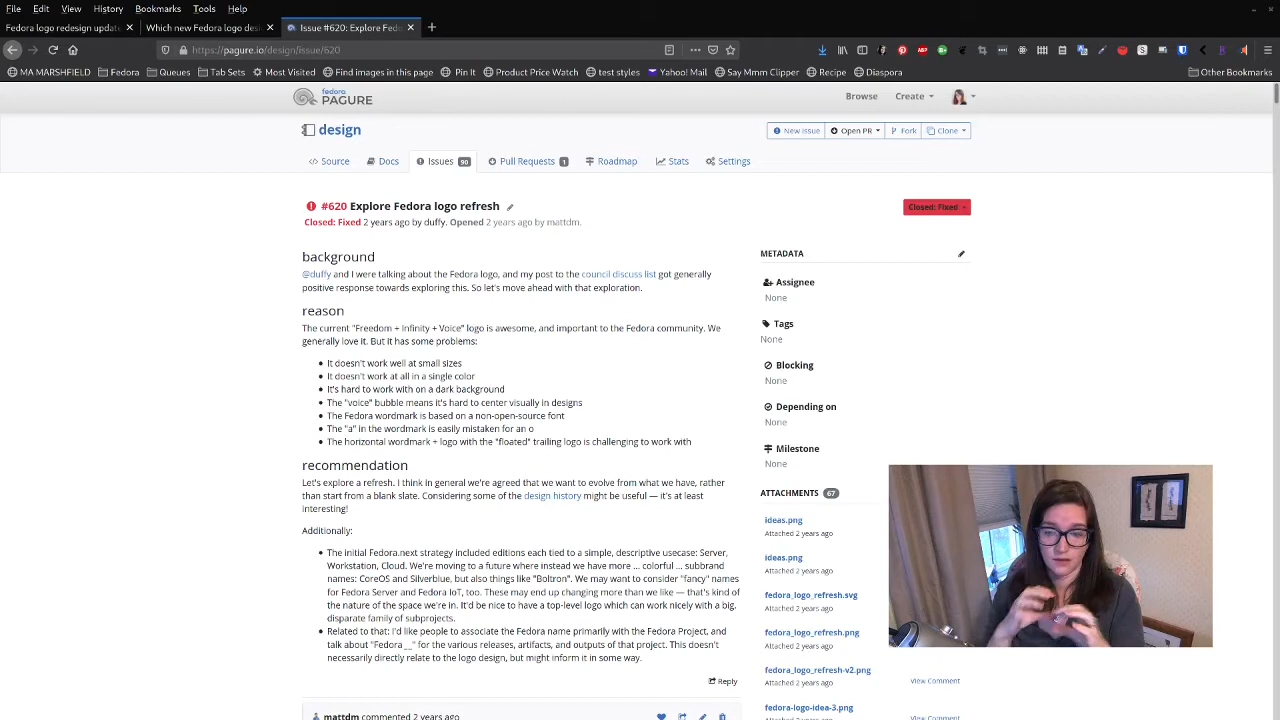 File Edit View History Bookmarks Tools Help
Fedora logo redesign update
Which new Fedora logo desi
Issue #620: Explore Fedo
https://pagure.io/design/620
MA MARSHFIELD Fedora Queues Tab Sets Most Visited Find images in this page Pin It Product Price Watch test styles Yahoo! Mail Say Mmm Clipper Recipe Diaspora Other Bookmarks
fedora PAGURE Browse Create
design New Issue Open PR Fork Clone
Source Docs Issues 90 Pull Requests 1 Roadmap Stats Settings
#620 Explore Fedora logo refresh
Closed: Fixed
Closed: Fixed 2 years ago by duffy. Opened 2 years ago by mattdm.
background
@duffy and I were talking about the Fedora logo, and my post to the council discuss list got generally
positive response towards exploring this. So let's move ahead with that exploration.
reason
The current "Freedom + Infinity + Voice" logo is awesome, and important to the Fedora community. We
generally love it. But it has some problems:
It doesn't work well at small sizes
It doesn't work at all in a single color
It's hard to work with on a dark background
The "voice" bubble means it's hard to center visually in designs
The Fedora wordmark is based on a non-open-source font
The "a" in the wordmark is easily mistaken for an o
The horizontal wordmark + logo with the "floated" trailing logo is challenging to work with
recommendation
Let's explore a refresh. I think in general we're agreed that we want to evolve from what we have, rather
than start from a blank slate. Considering some of the design history might be useful — it's at least
interesting!
Additionally:
The initial Fedora.next strategy included editions each tied to a simple, descriptive usecase: Server,
Workstation, Cloud. We're moving to a future where instead we have more ... colorful ... subbrand
names: CoreOS and Silverblue, but also things like "Boltron". We may want to consider "fancy" names
for Fedora Server and Fedora IoT, too. These may end up changing more than we like — that's kind of
the nature of the space we're in. It'd be nice to have a top-level logo which can work nicely with a big,
disparate family of subprojects.
Related to that: I'd like people to associate the Fedora name primarily with the Fedora Project, and
talk about "Fedora __" for the various releases, artifacts, and outputs of that project. This doesn't
necessarily directly relate to the logo design, but might inform it in some way.
Reply
mattdm commented 2 years ago
METADATA
Assignee
None
Tags
None
Blocking
None
Depending on
None
Milestone
None
ATTACHMENTS 67
ideas.png
Attached 2 years ago
ideas.png
Attached 2 years ago
fedora_logo_refresh.svg
Attached 2 years ago
fedora_logo_refresh.png
Attached 2 years ago
fedora_logo_refresh-v2.png
Attached 2 years ago View Comment
fedora-logo-idea-3.png
View Comment